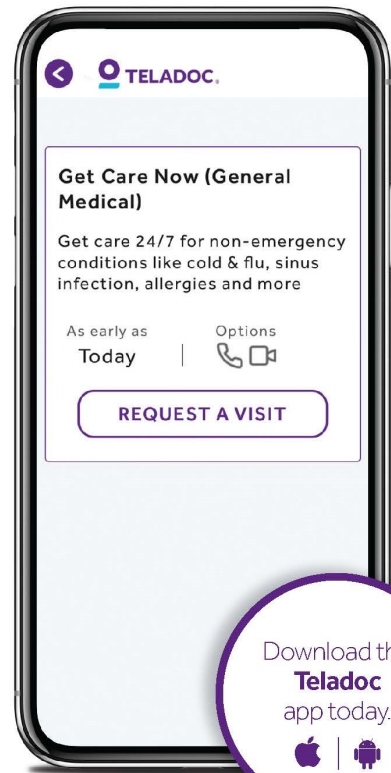 TELADOC.
Get Care Now (General
Medical)
Get care 24/7 for non-emergency
conditions like cold & flu, sinus
infection, allergies and more
As early as Options
Today
REQUEST A VISIT
Download
Teladoc
app today.